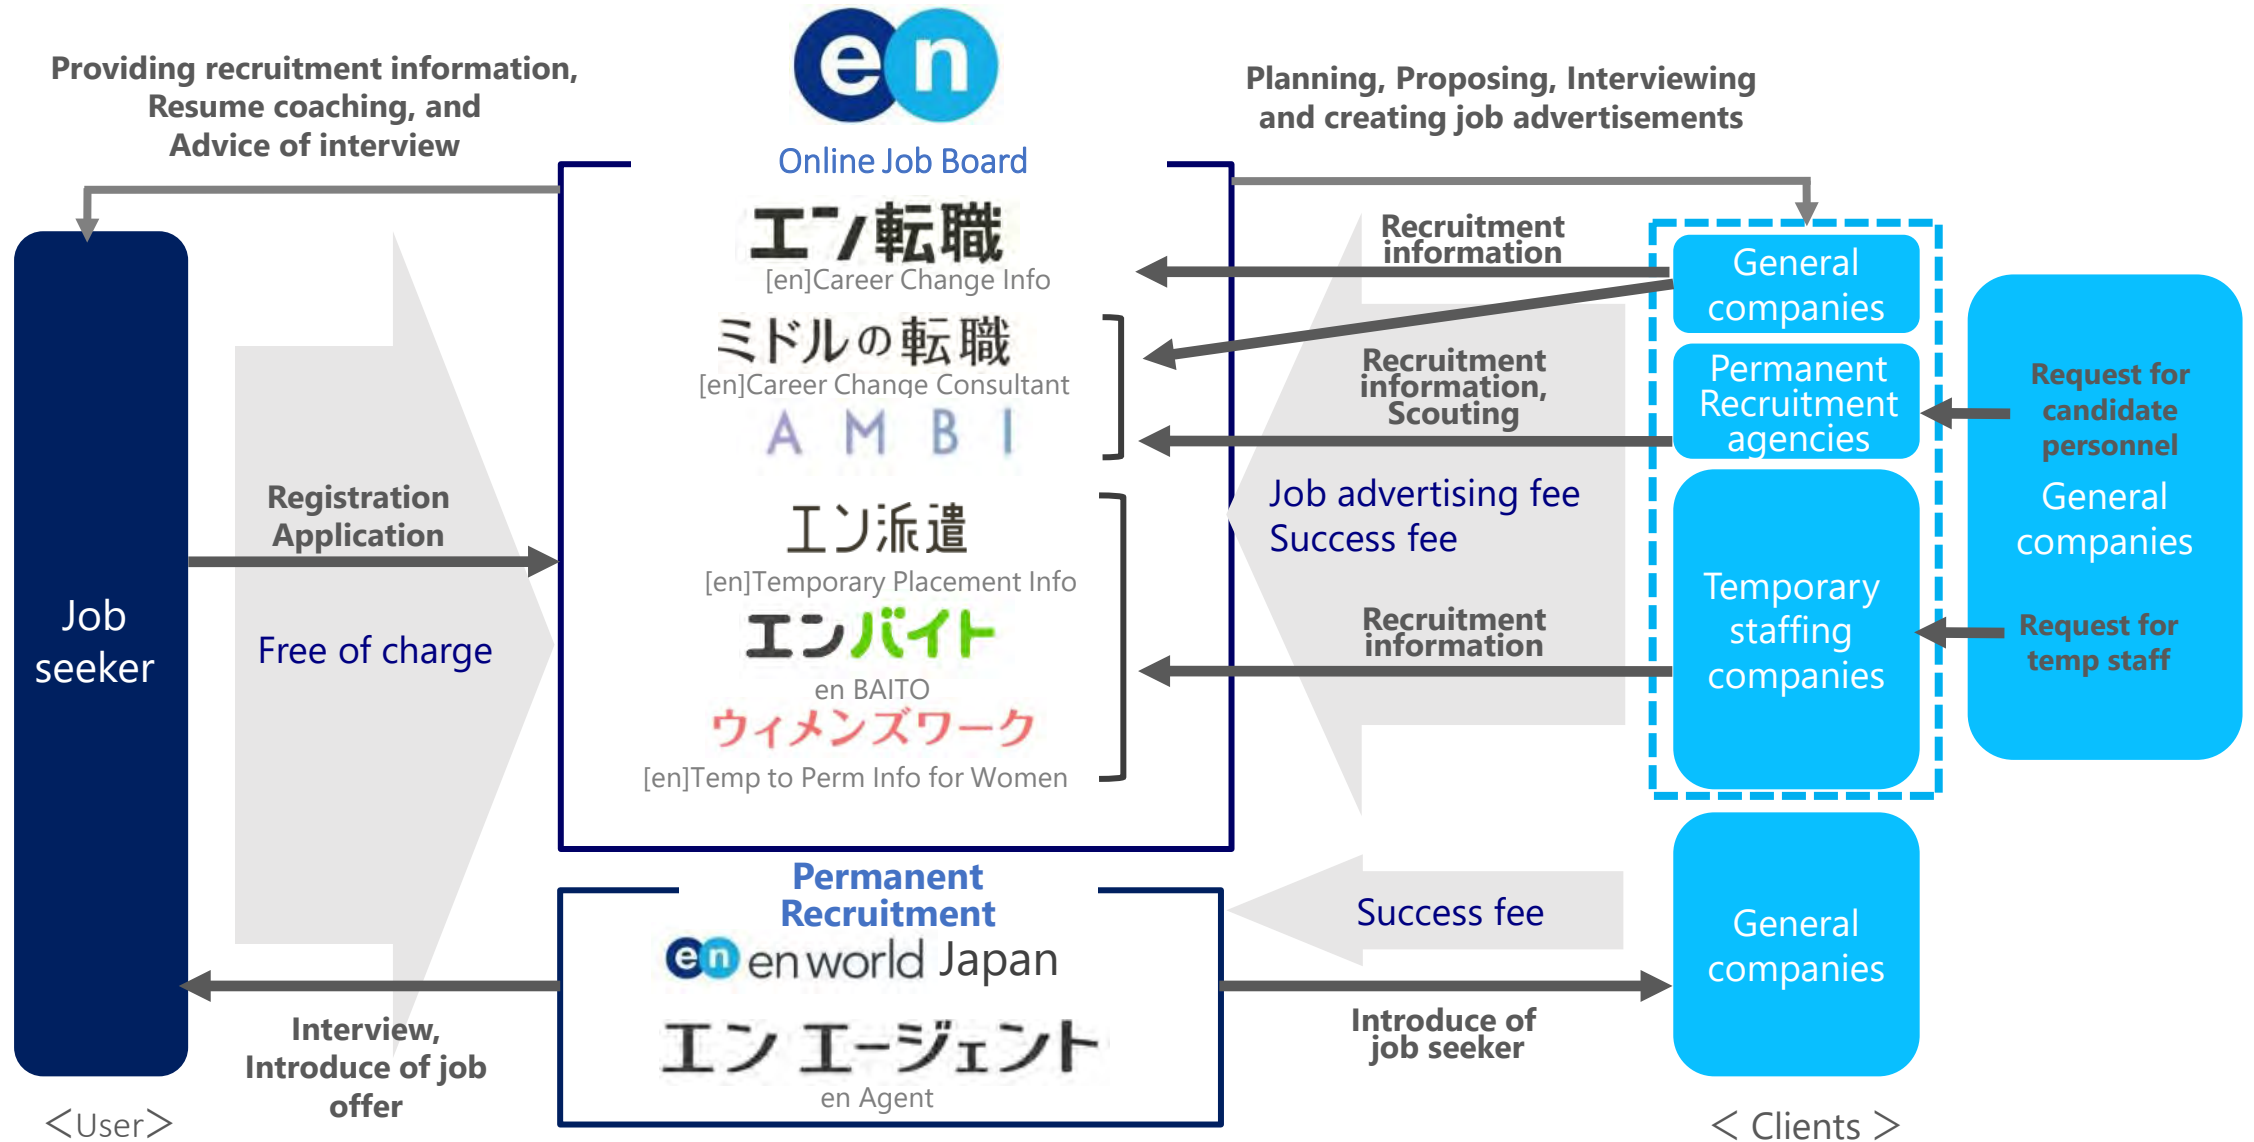 Providing recruitment information,
Resume coaching, and
Advice of interview
en
Online Job Board
Planning, Proposing, Interviewing
and creating job advertisements
Job
seeker
Registration
Application
Free of charge
エン転職
[en]Career Change Info
ミドルの転職
[en]Career Change Consultant
AMBI
エン派遣
[en]Temporary Placement Info
エンバイト
en BAITO
ウィメンズワーク
[en]Temp to Perm Info for Women
Recruitment
information
Recruitment
information,
Scouting
Job advertising fee
Success fee
Recruitment
information
General
companies
Permanent
Recruitment
agencies
Temporary
staffing
companies
Request for
candidate
personnel
General
companies
Request for
temp staff
Permanent
Recruitment
en en world Japan
エン エージェント
en Agent
Interview,
Introduce of job
offer
Success fee
Introduce of
job seeker
General
companies
＜User＞
＜ Clients ＞